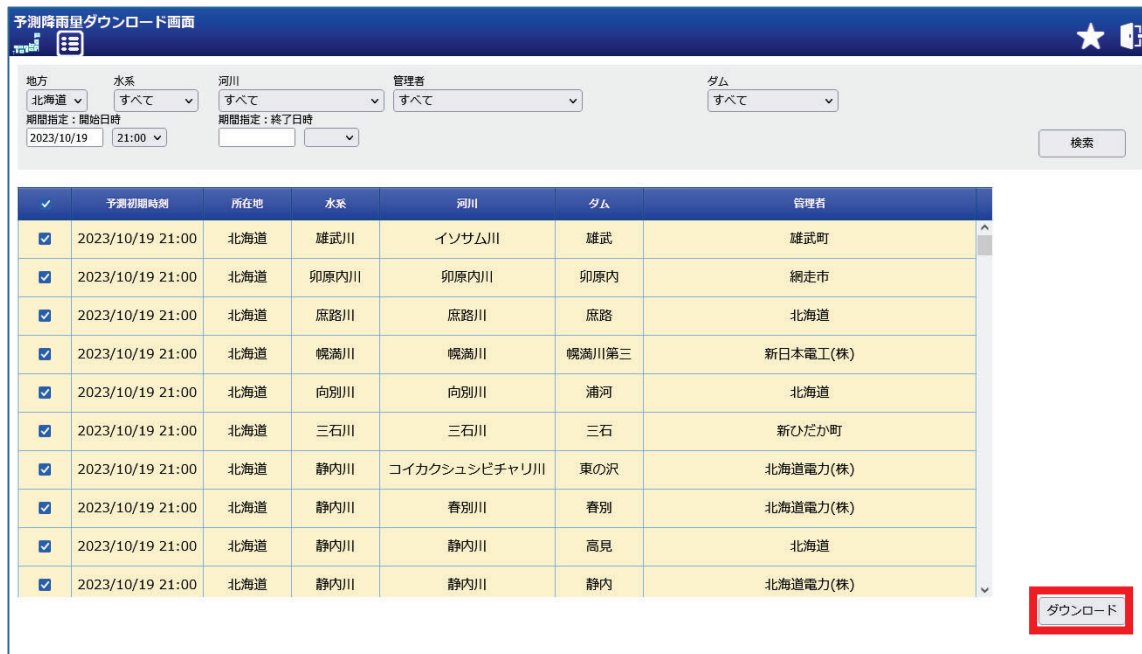 予測降雨量ダウンロード画面
地方 水系 河川 管理者 ダム
北海道 すべて すべて すべて すべて
期間指定：開始日時 期間指定：終了日時
2023/10/19 21:00
検索
予測初期時刻 所在地 水系 河川 ダム 管理者
2023/10/19 21:00 北海道 雄武川 イソサム川 雄武 雄武町
2023/10/19 21:00 北海道 卯原内川 卯原内川 卯原内 網走市
2023/10/19 21:00 北海道 庶路川 庶路川 庶路 北海道
2023/10/19 21:00 北海道 幌満川 幌満川 幌満川第三 新日本電工(株)
2023/10/19 21:00 北海道 向別川 向別川 浦河 北海道
2023/10/19 21:00 北海道 三石川 三石川 三石 新ひだか町
2023/10/19 21:00 北海道 静内川 コイカクシュシビチャリ川 東の沢 北海道電力(株)
2023/10/19 21:00 北海道 静内川 春別川 春別 北海道電力(株)
2023/10/19 21:00 北海道 静内川 静内川 高見 北海道
2023/10/19 21:00 北海道 静内川 静内川 静内 北海道電力(株)
ダウンロード